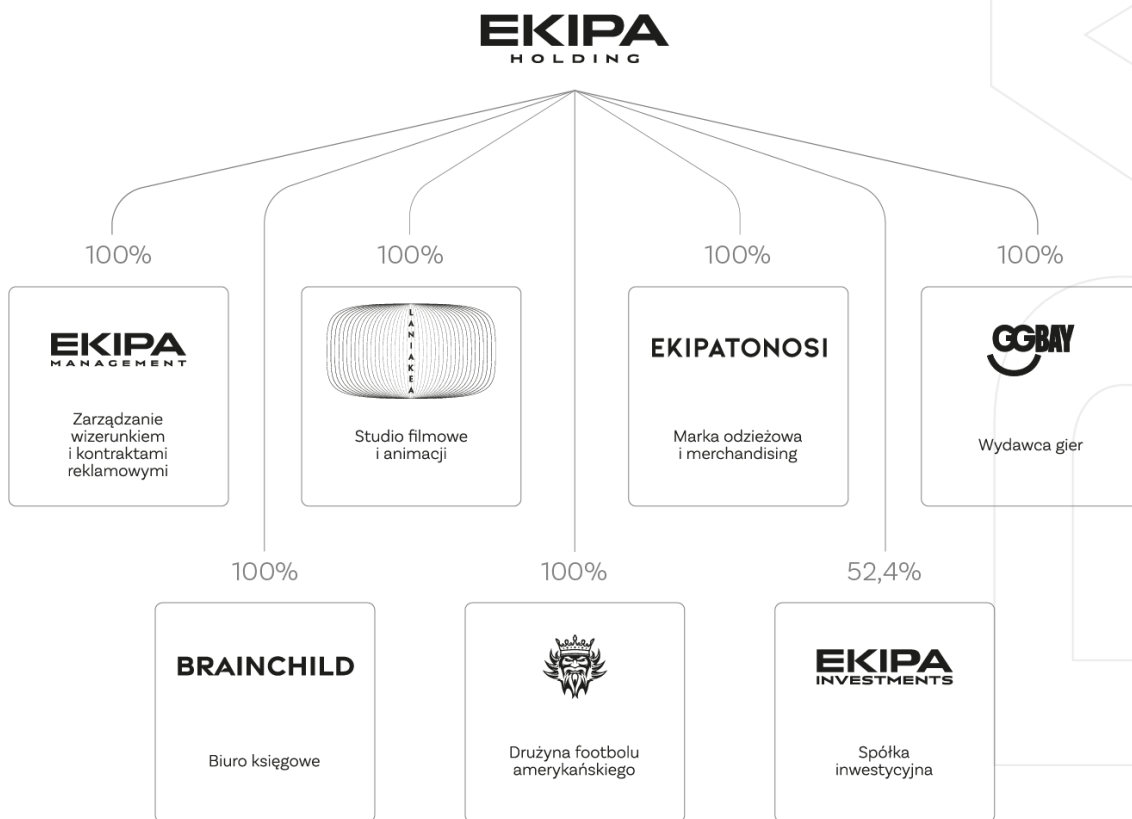 EKIPA
HOLDING
100%
100%
100%
100%
EKIPA
MANAGEMENT
Zarządzanie
wizerunkiem
i kontraktami
reklamowymi
LANIAKEA
Studio filmowe
i animacji
EKIPATONOSI
Marka odzieżowa
i merchandising
GGBAY
Wydawca gier
100%
100%
52,4%
BRAINCHILD
Biuro księgowe
Drużyna footbolu
amerykańskiego
EKIPA
INVESTMENTS
Spółka
inwestycyjna